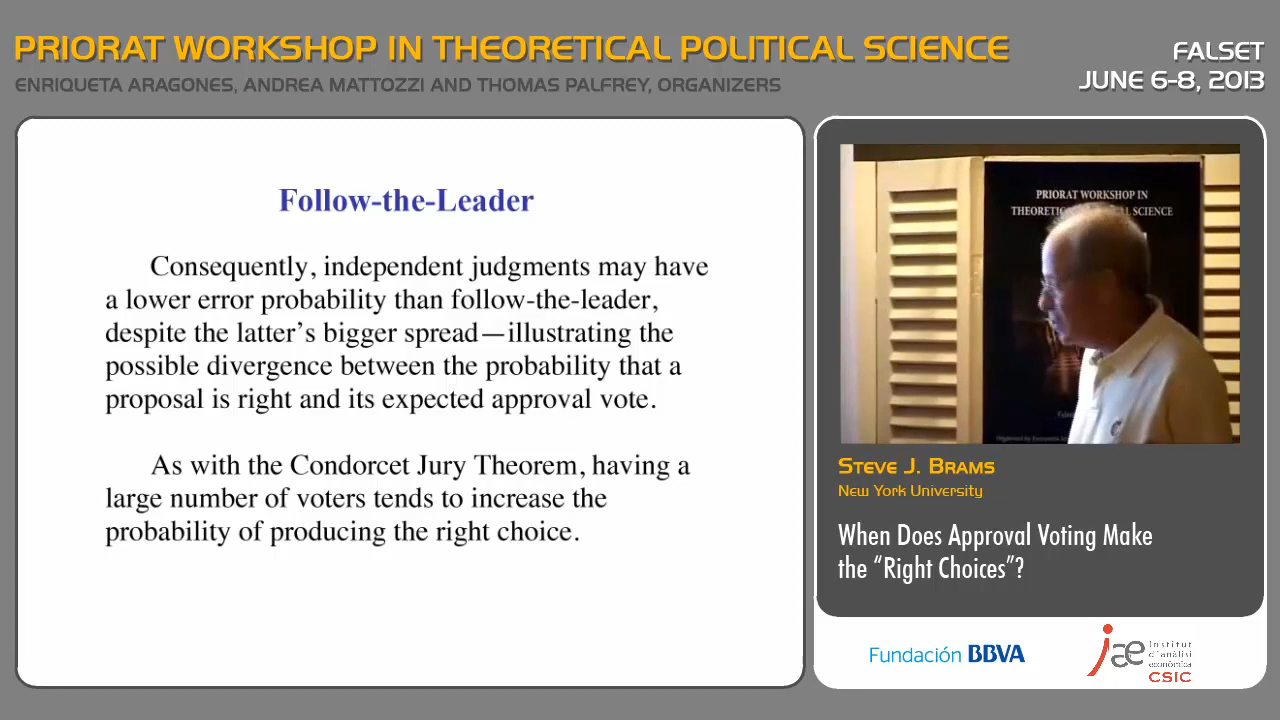 PRIORAT WORKSHOP IN THEORETICAL POLITICAL SCIENCE
ENRIQUETA ARAGONES, ANDREA MATTOZZI AND THOMAS PALFREY, ORGANIZERS
FALSET
JUNE 6-8, 2013
Follow-the-Leader
Consequently, independent judgments may have
a lower error probability than follow-the-leader,
despite the latter's bigger spread—illustrating the
possible divergence between the probability that a
proposal is right and its expected approval vote.
As with the Condorcet Jury Theorem, having a
large number of voters tends to increase the
probability of producing the right choice.
PRIORAT WORKSHOP IN
SCIENCE
STEVE J. BRAMS
New York University
When Does Approval Voting Make
the “Right Choices”?
Fundación BBVA
iae Institut
d'anàlisi
econòmica
CSIC